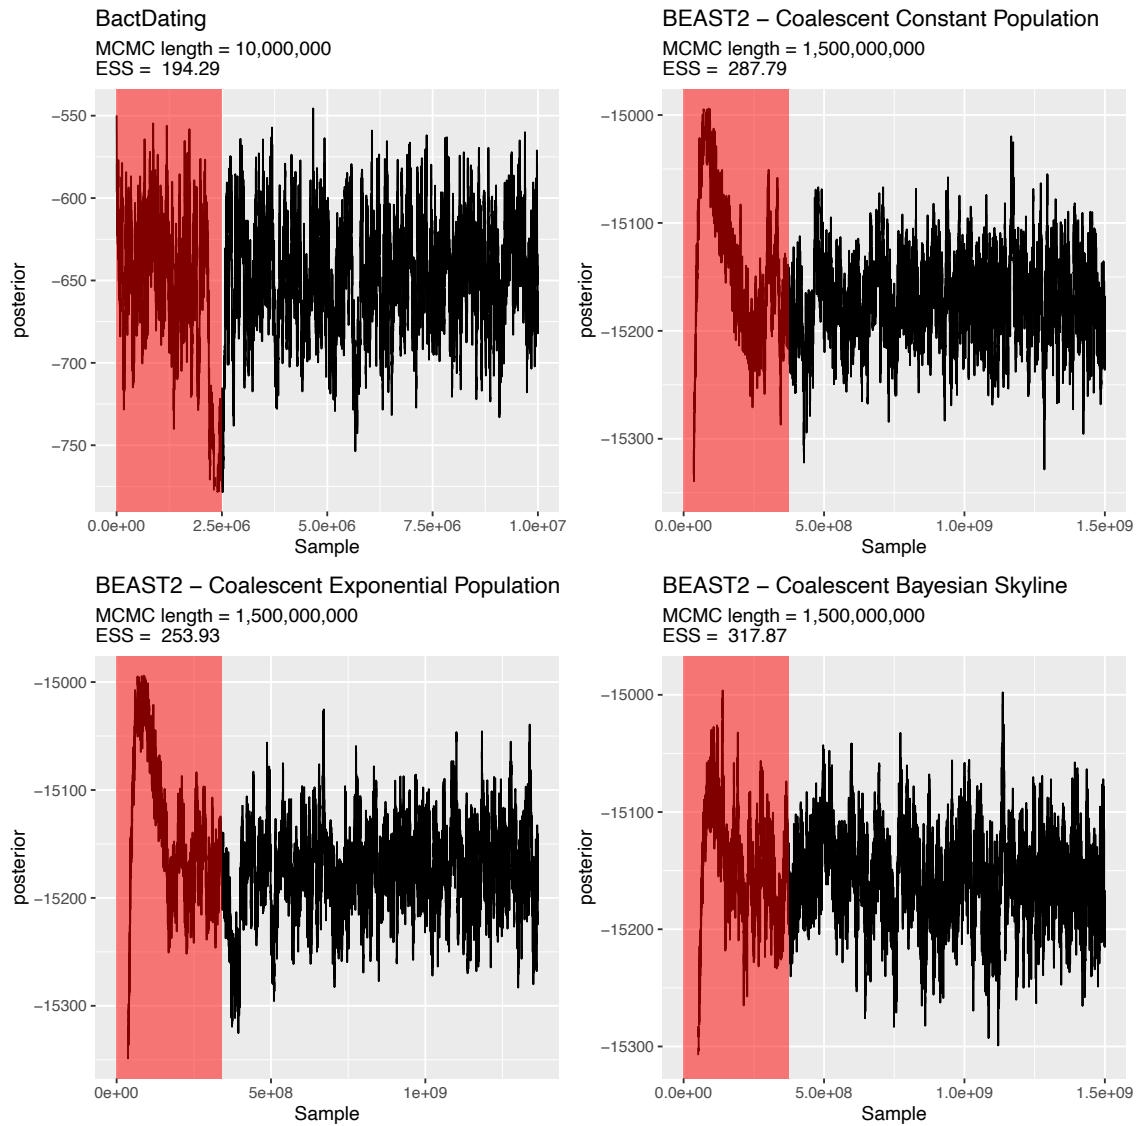 BactDating
MCMC length = 10,000,000
ESS =  194.29
−550
−600
−650
−700
−750
posterior
0.0e+00 2.5e+06 5.0e+06 7.5e+06 1.0e+07
Sample
BEAST2 − Coalescent Constant Population
MCMC length = 1,500,000,000
ESS =  287.79
−15000
−15100
−15200
−15300
posterior
0.0e+00 5.0e+08 1.0e+09 1.5e+09
Sample
BEAST2 − Coalescent Exponential Population
MCMC length = 1,500,000,000
ESS =  253.93
−15000
−15100
−15200
−15300
posterior
0e+00 5e+08 1e+09
Sample
BEAST2 − Coalescent Bayesian Skyline
MCMC length = 1,500,000,000
ESS =  317.87
−15000
−15100
−15200
−15300
posterior
0.0e+00 5.0e+08 1.0e+09 1.5e+09
Sample